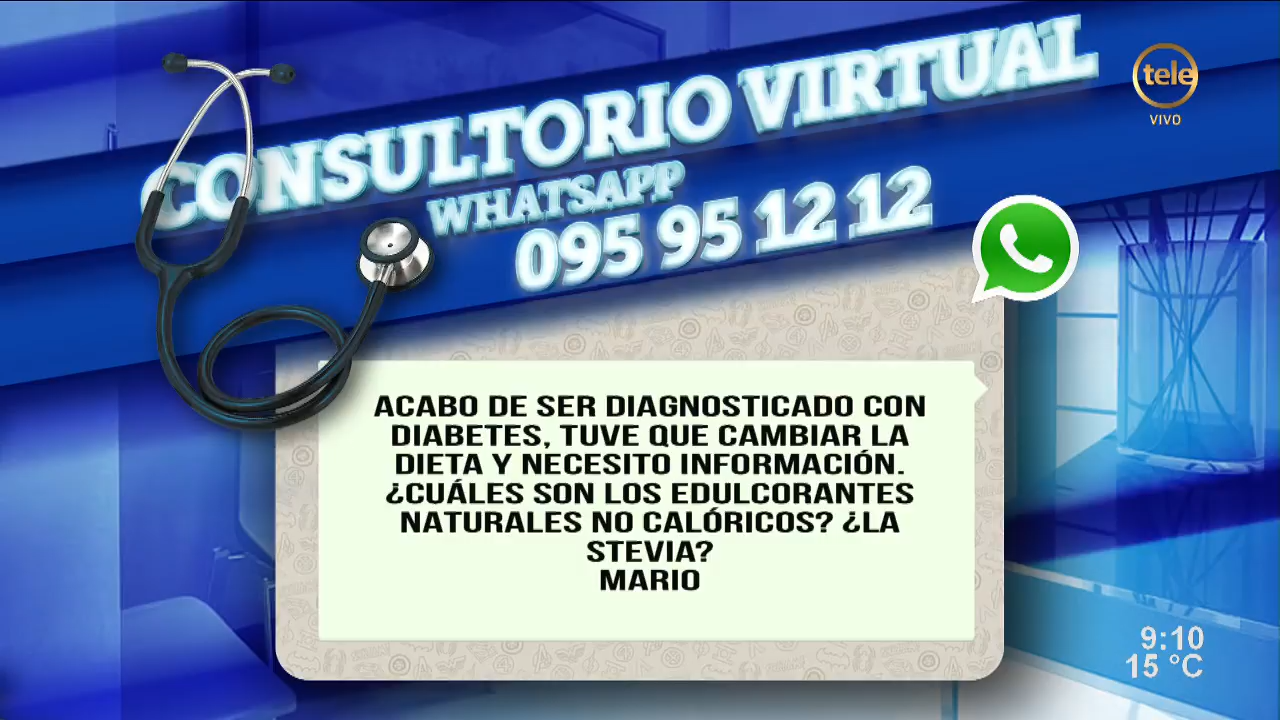 CONSULTORIO VIRTUAL
WHATSAPP
095 95 12 12
tele
VIVO
ACABO DE SER DIAGNOSTICADO CON
DIABETES, TUVE QUE CAMBIAR LA
DIETA Y NECESITO INFORMACIÓN.
¿CUÁLES SON LOS EDULCORANTES
NATURALES NO CALÓRICOS? ¿LA
STEVIA?
MARIO
9:10
15 °C